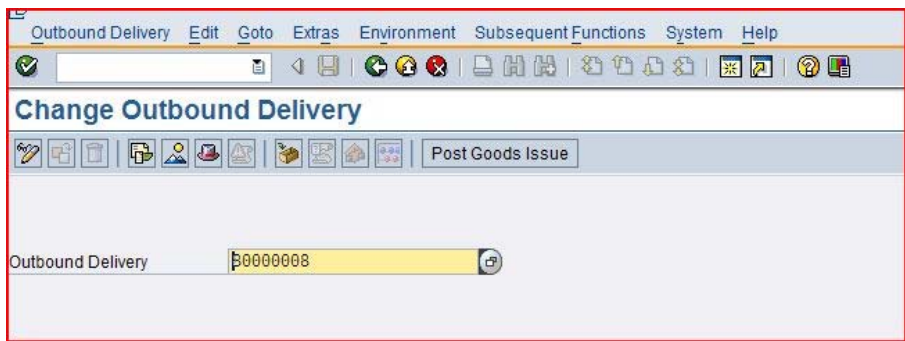 Outbound Delivery Edit Goto Extras Environment Subsequent Functions System Help
Change Outbound Delivery
Post Goods Issue
Outbound Delivery 80000008